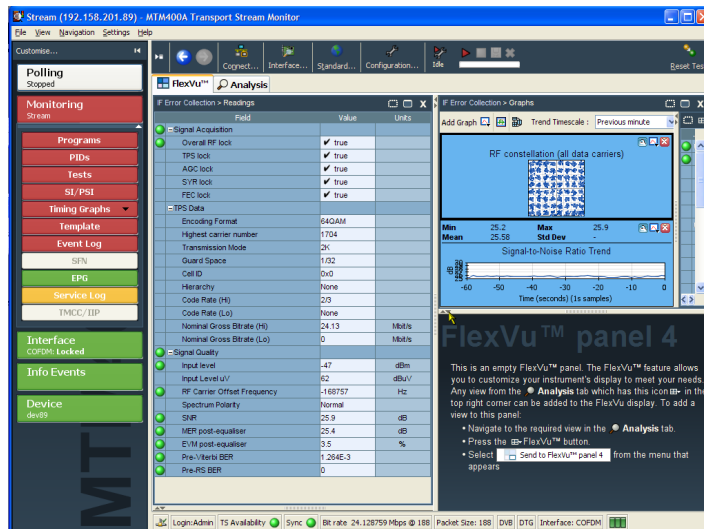 Stream (192.158.201.89) - MTM400A Transport Stream Monitor
File View Navigation Settings Help
Customise...
Connect... Interface... Standard... Configuration... Idle Reset Test
Polling
Stopped
Monitoring
Stream
Programs
PIDs
Tests
SI/PSI
Timing Graphs
Template
Event Log
SFN
EPG
Service Log
TMCC/IIP
Interface
COFDM: Locked
Info Events
Device
dev89
MTM
FlexVu™ Analysis
IF Error Collection > Readings
Field Value Units
Signal Acquisition
Overall RF lock true
TPS lock true
AGC lock true
SYR lock true
FEC lock true
TPS Data
Encoding Format 64QAM
Highest carrier number 1704
Transmission Mode 2K
Guard Space 1/32
Cell ID 0x0
Hierarchy None
Code Rate (Hi) 2/3
Code Rate (Lo) None
Nominal Gross Bitrate (Hi) 24.13 Mbit/s
Nominal Gross Bitrate (Lo) 0 Mbit/s
Signal Quality
Input level -47 dBm
Input Level uV 62 dBuV
RF Carrier Offset Frequency -168757 Hz
Spectrum Polarity Normal
SNR 25.9 dB
MER post-equaliser 25.4 dB
EVM post-equaliser 3.5 %
Pre-Viterbi BER 1.264E-3
Pre-RS BER 0
IF Error Collection > Graphs
Add Graph Trend Timescale : Previous minute
RF constellation (all data carriers)
Min 25.2 Max 25.9
Mean 25.58 Std Dev -
Signal-to-Noise Ratio Trend
dB
-60 -50 -40 -30 -20 -10 0
Time (seconds) (1s samples)
FlexVu™ panel 4
This is an empty FlexVu™ panel. The FlexVu™ feature allows
you to customize your instrument's display to meet your needs.
Any view from the Analysis tab which has this icon in the
top right corner can be added to the FlexVu display. To add a
view to this panel:
• Navigate to the required view in the Analysis tab.
• Press the FlexVu™ button.
• Select Send to FlexVu™ panel 4 from the menu that
appears
Login:Admin TS Availability Sync Bit rate 24.128759 Mbps @ 188 Packet Size: 188 DVB DTG Interface: COFDM